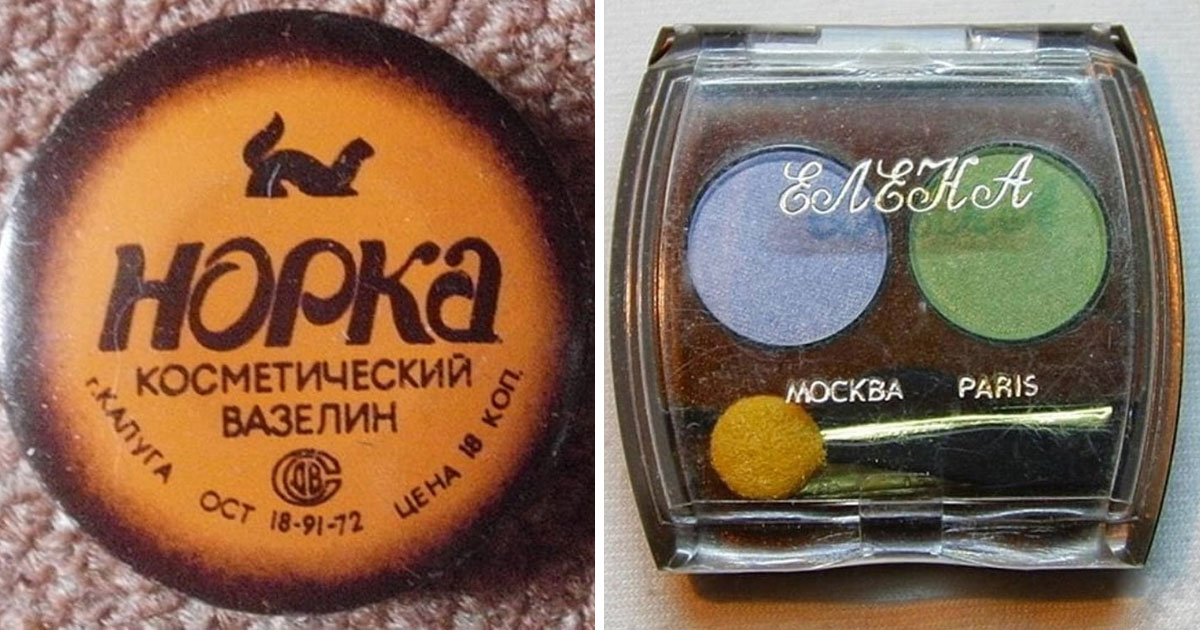 НОРКА
КОСМЕТИЧЕСКИЙ
ВАЗЕЛИН
г. КАЛУГА
ОСТ 18-91-72
ЦЕНА 18 КОП.
ЕЛЕНА
МОСКВА PARIS